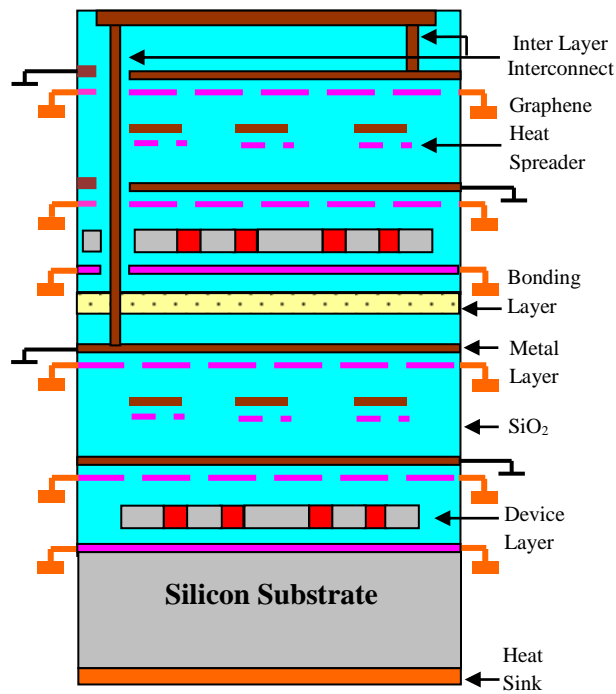 Inter Layer
Interconnect
Graphene
Heat
Spreader
Bonding
Layer
Metal
Layer
SiO₂
Device
Layer
Silicon Substrate
Heat
Sink